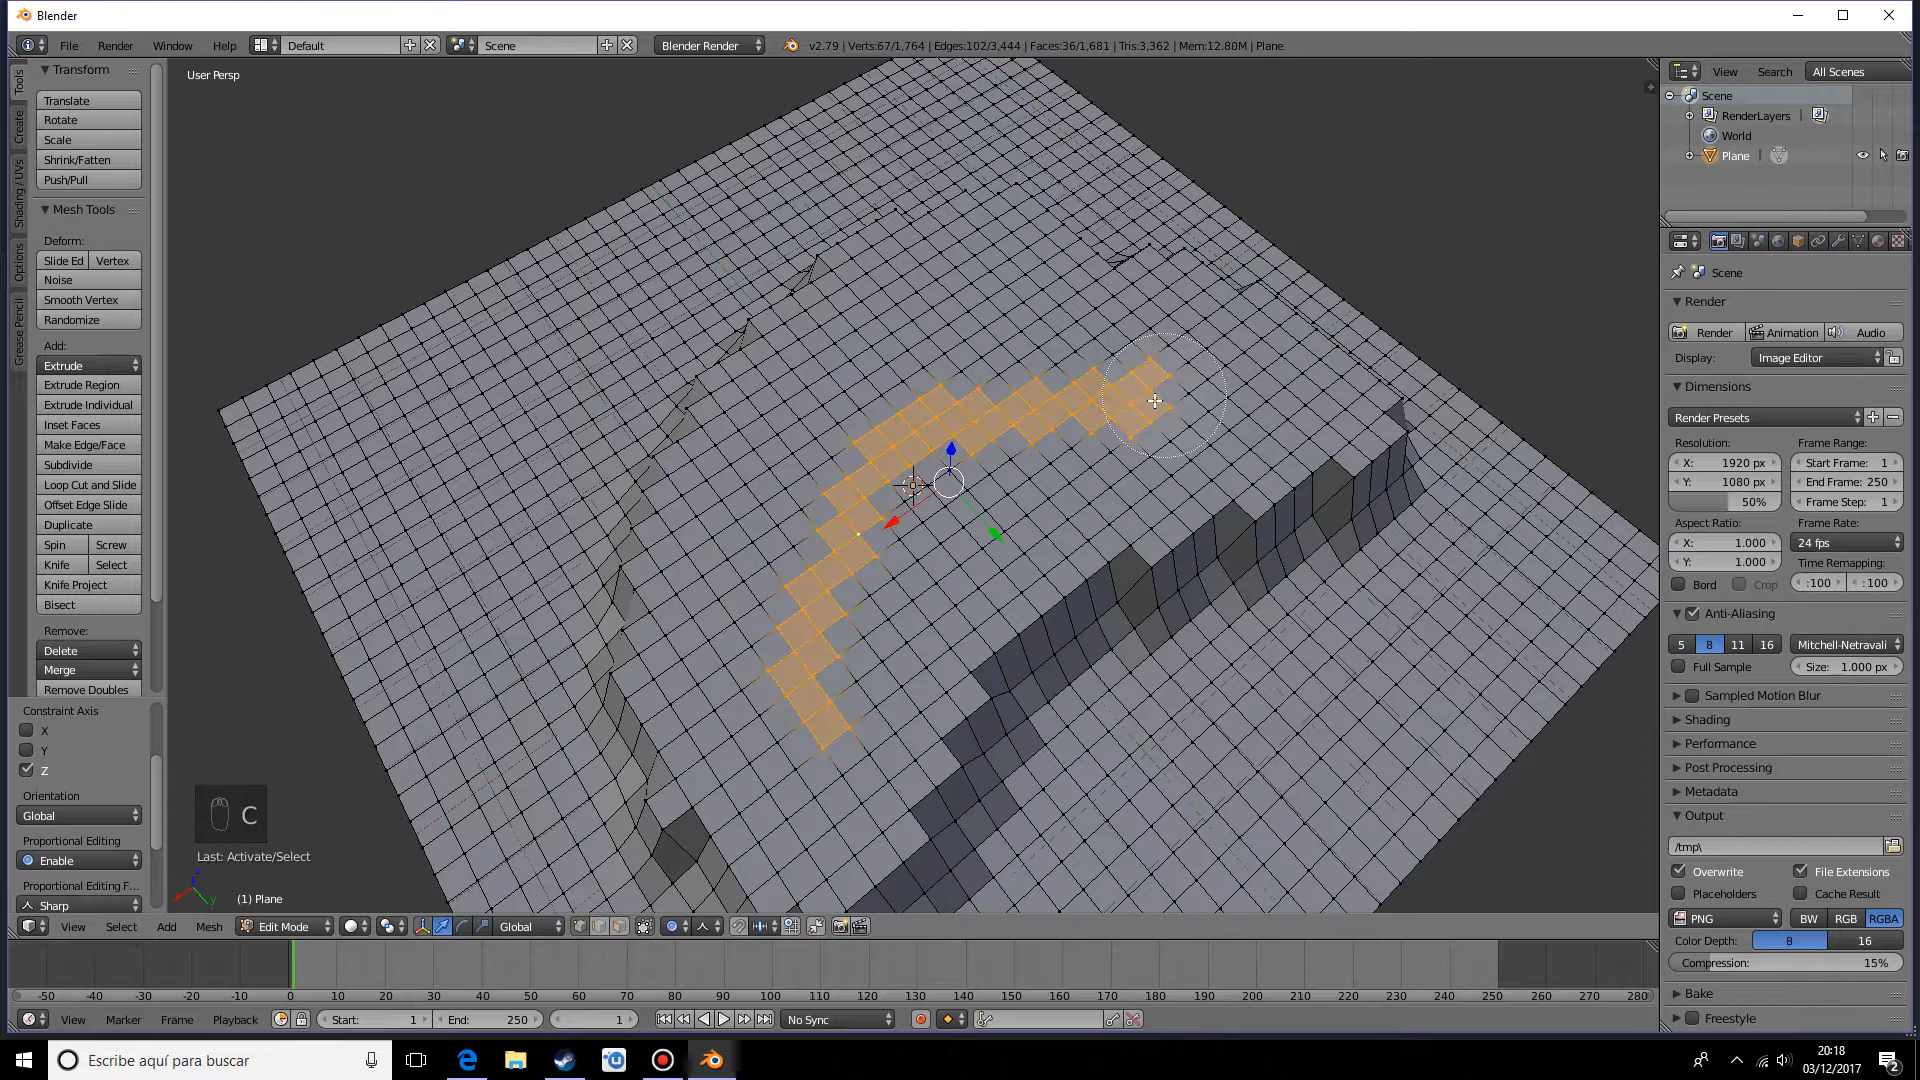 Blender
File Render Window Help Default Scene Blender Render v2.79 | Verts:67/1,764 | Edges:102/3,444 | Faces:36/1,681 | Tris:3,362 | Mem:12.80M | Plane
User Persp
Tools
Create
Shading / UVs
Options
Grease Pencil
Transform
Translate
Rotate
Scale
Shrink/Fatten
Push/Pull
Mesh Tools
Deform:
Slide Ed Vertex
Noise
Smooth Vertex
Randomize
Add:
Extrude
Extrude Region
Extrude Individual
Inset Faces
Make Edge/Face
Subdivide
Loop Cut and Slide
Offset Edge Slide
Duplicate
Spin Screw
Knife Select
Knife Project
Bisect
Remove:
Delete
Merge
Remove Doubles
Constraint Axis
X
Y
Z
Orientation
Global
Proportional Editing
Enable
Proportional Editing F...
Sharp
C
Last: Activate/Select
(1) Plane
View Select Add Mesh Edit Mode Global
View Search All Scenes
Scene
RenderLayers |
World
Plane |
Scene
Render
Render Animation Audio
Display: Image Editor
Dimensions
Render Presets
Resolution: Frame Range:
X: 1920 px Start Frame: 1
Y: 1080 px End Frame: 250
50% Frame Step: 1
Aspect Ratio: Frame Rate:
X: 1.000 24 fps
Y: 1.000 Time Remapping:
Bord Crop :100 :100
Anti-Aliasing
5 8 11 16 Mitchell-Netravali
Full Sample Size: 1.000 px
Sampled Motion Blur
Shading
Performance
Post Processing
Metadata
Output
/tmp\
Overwrite File Extensions
Placeholders Cache Result
PNG BW RGB RGBA
Color Depth: 8 16
Compression: 15%
Bake
Freestyle
-50 -40 -30 -20 -10 0 10 20 30 40 50 60 70 80 90 100 110 120 130 140 150 160 170 180 190 200 210 220 230 240 250 260 270 280
View Marker Frame Playback Start: 1 End: 250 1 No Sync
Escribe aquí para buscar
20:18
03/12/2017
2